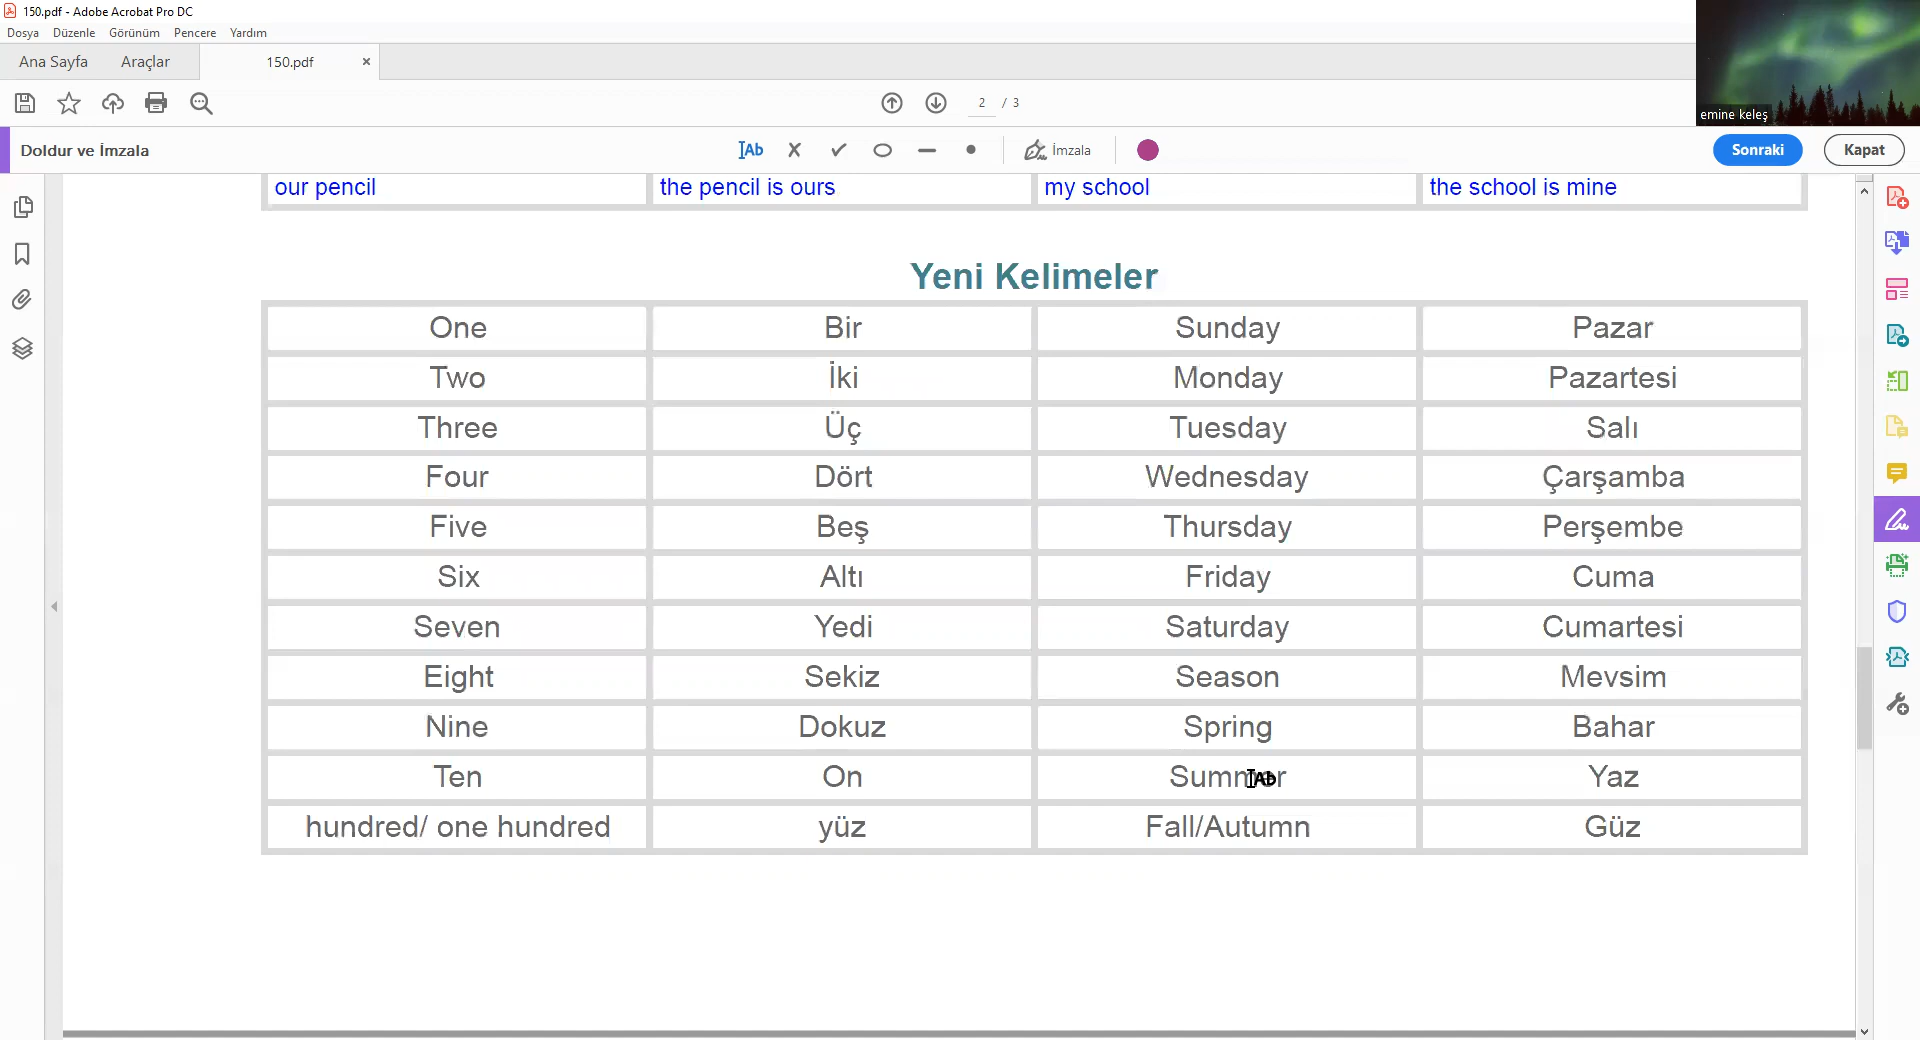 150.pdf - Adobe Acrobat Pro DC
Dosya Düzenle Görünüm Pencere Yardım
Ana Sayfa Araçlar 150.pdf ×
2 / 3
emine keleş
Doldur ve İmzala Ab İmzala Sonraki Kapat
our pencil the pencil is ours my school the school is mine
Yeni Kelimeler
One Bir Sunday Pazar
Two İki Monday Pazartesi
Three Üç Tuesday Salı
Four Dört Wednesday Çarşamba
Five Beş Thursday Perşembe
Six Altı Friday Cuma
Seven Yedi Saturday Cumartesi
Eight Sekiz Season Mevsim
Nine Dokuz Spring Bahar
Ten On Summer Yaz
hundred/ one hundred yüz Fall/Autumn Güz